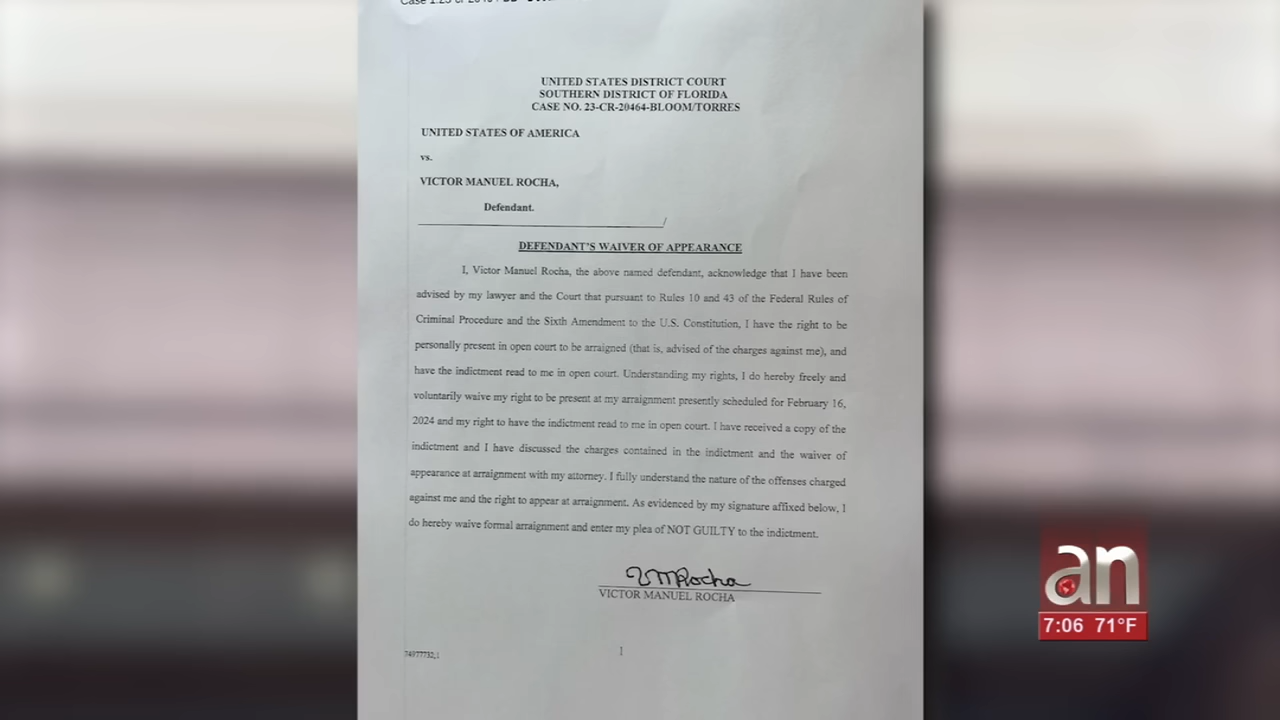 UNITED STATES DISTRICT COURT
SOUTHERN DISTRICT OF FLORIDA
CASE NO. 23-CR-20464-BLOOM/TORRES
UNITED STATES OF AMERICA
vs.
VICTOR MANUEL ROCHA,
Defendant.
/
DEFENDANT'S WAIVER OF APPEARANCE
I, Victor Manuel Rocha, the above named defendant, acknowledge that I have been
advised by my lawyer and the Court that pursuant to Rules 10 and 43 of the Federal Rules of
Criminal Procedure and the Sixth Amendment to the U.S. Constitution, I have the right to be
personally present in open court to be arraigned (that is, advised of the charges against me), and
have the indictment read to me in open court. Understanding my rights, I do hereby freely and
voluntarily waive my right to be present at my arraignment presently scheduled for February 16,
2024 and my right to have the indictment read to me in open court. I have received a copy of the
indictment and I have discussed the charges contained in the indictment and the waiver of
appearance at arraignment with my attorney. I fully understand the nature of the offenses charged
against me and the right to appear at arraignment. As evidenced by my signature affixed below, I
do hereby waive formal arraignment and enter my plea of NOT GUILTY to the indictment.
VMRocha
VICTOR MANUEL ROCHA
1
74977732;1
an
7:06 71°F